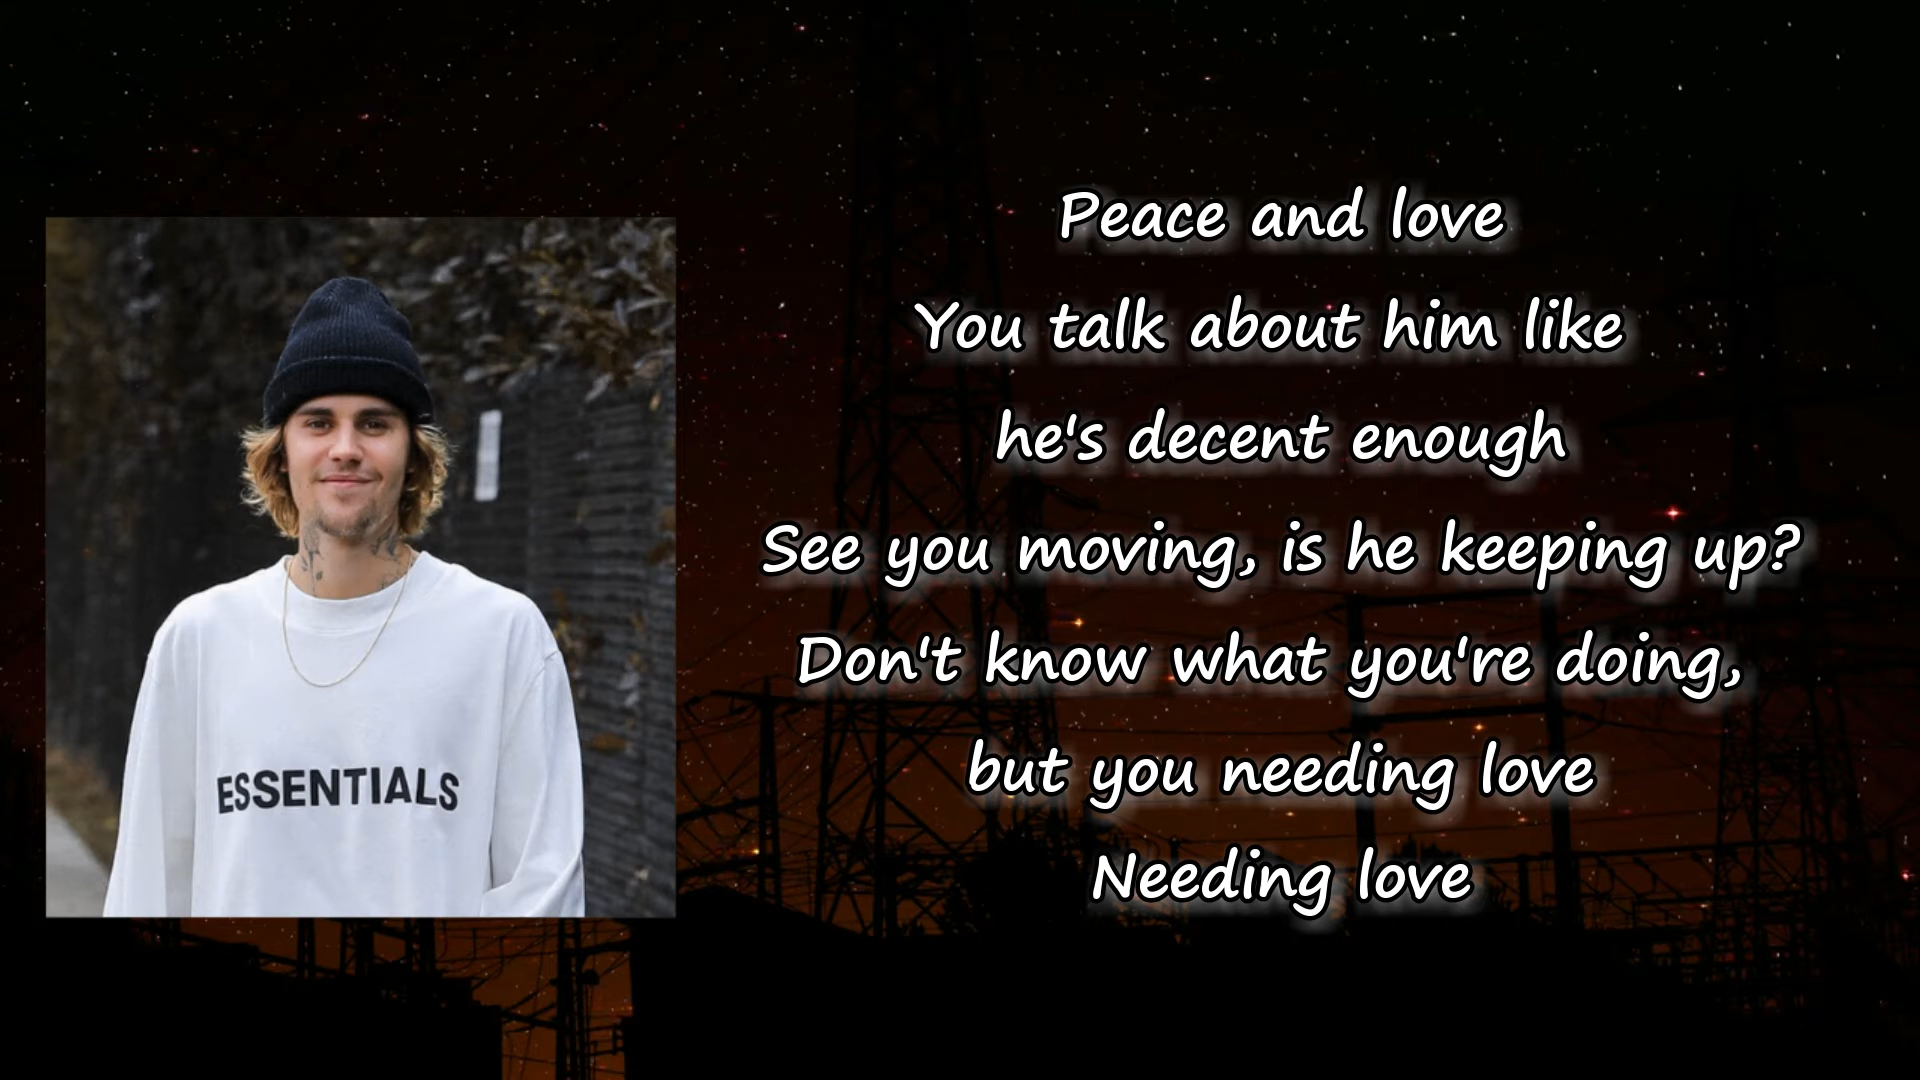 ESSENTIALS
Peace and love
You talk about him like
he's decent enough
See you moving, is he keeping up?
Don't know what you're doing,
but you needing love
Needing love